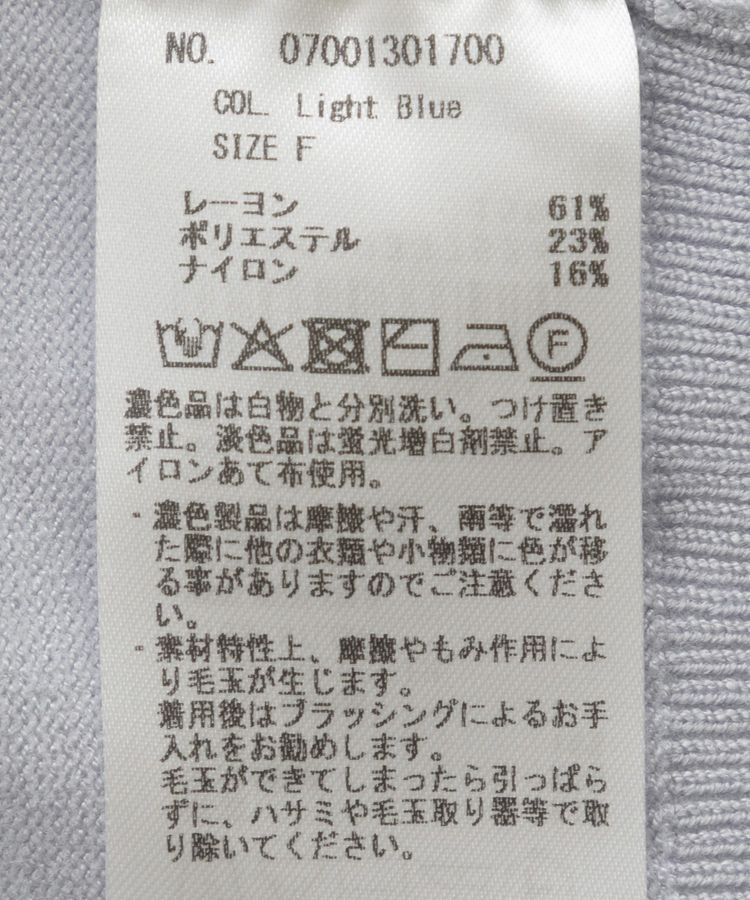 NO. 07001301700
COL. Light Blue
SIZE F
レーヨン 61%
ポリエステル 23%
ナイロン 16%
F
濃色品は白物と分別洗い。つけ置き
禁止。淡色品は蛍光増白剤禁止。ア
イロンあて布使用。
・濃色製品は摩擦や汗、雨等で濡れ
た際に他の衣類や小物類に色が移
る事がありますのでご注意くださ
い。
・素材特性上、摩擦やもみ作用によ
り毛玉が生じます。
着用後はブラッシングによるお手
入れをお勧めします。
毛玉ができてしまったら引っぱら
ずに、ハサミや毛玉取り器等で取
り除いてください。